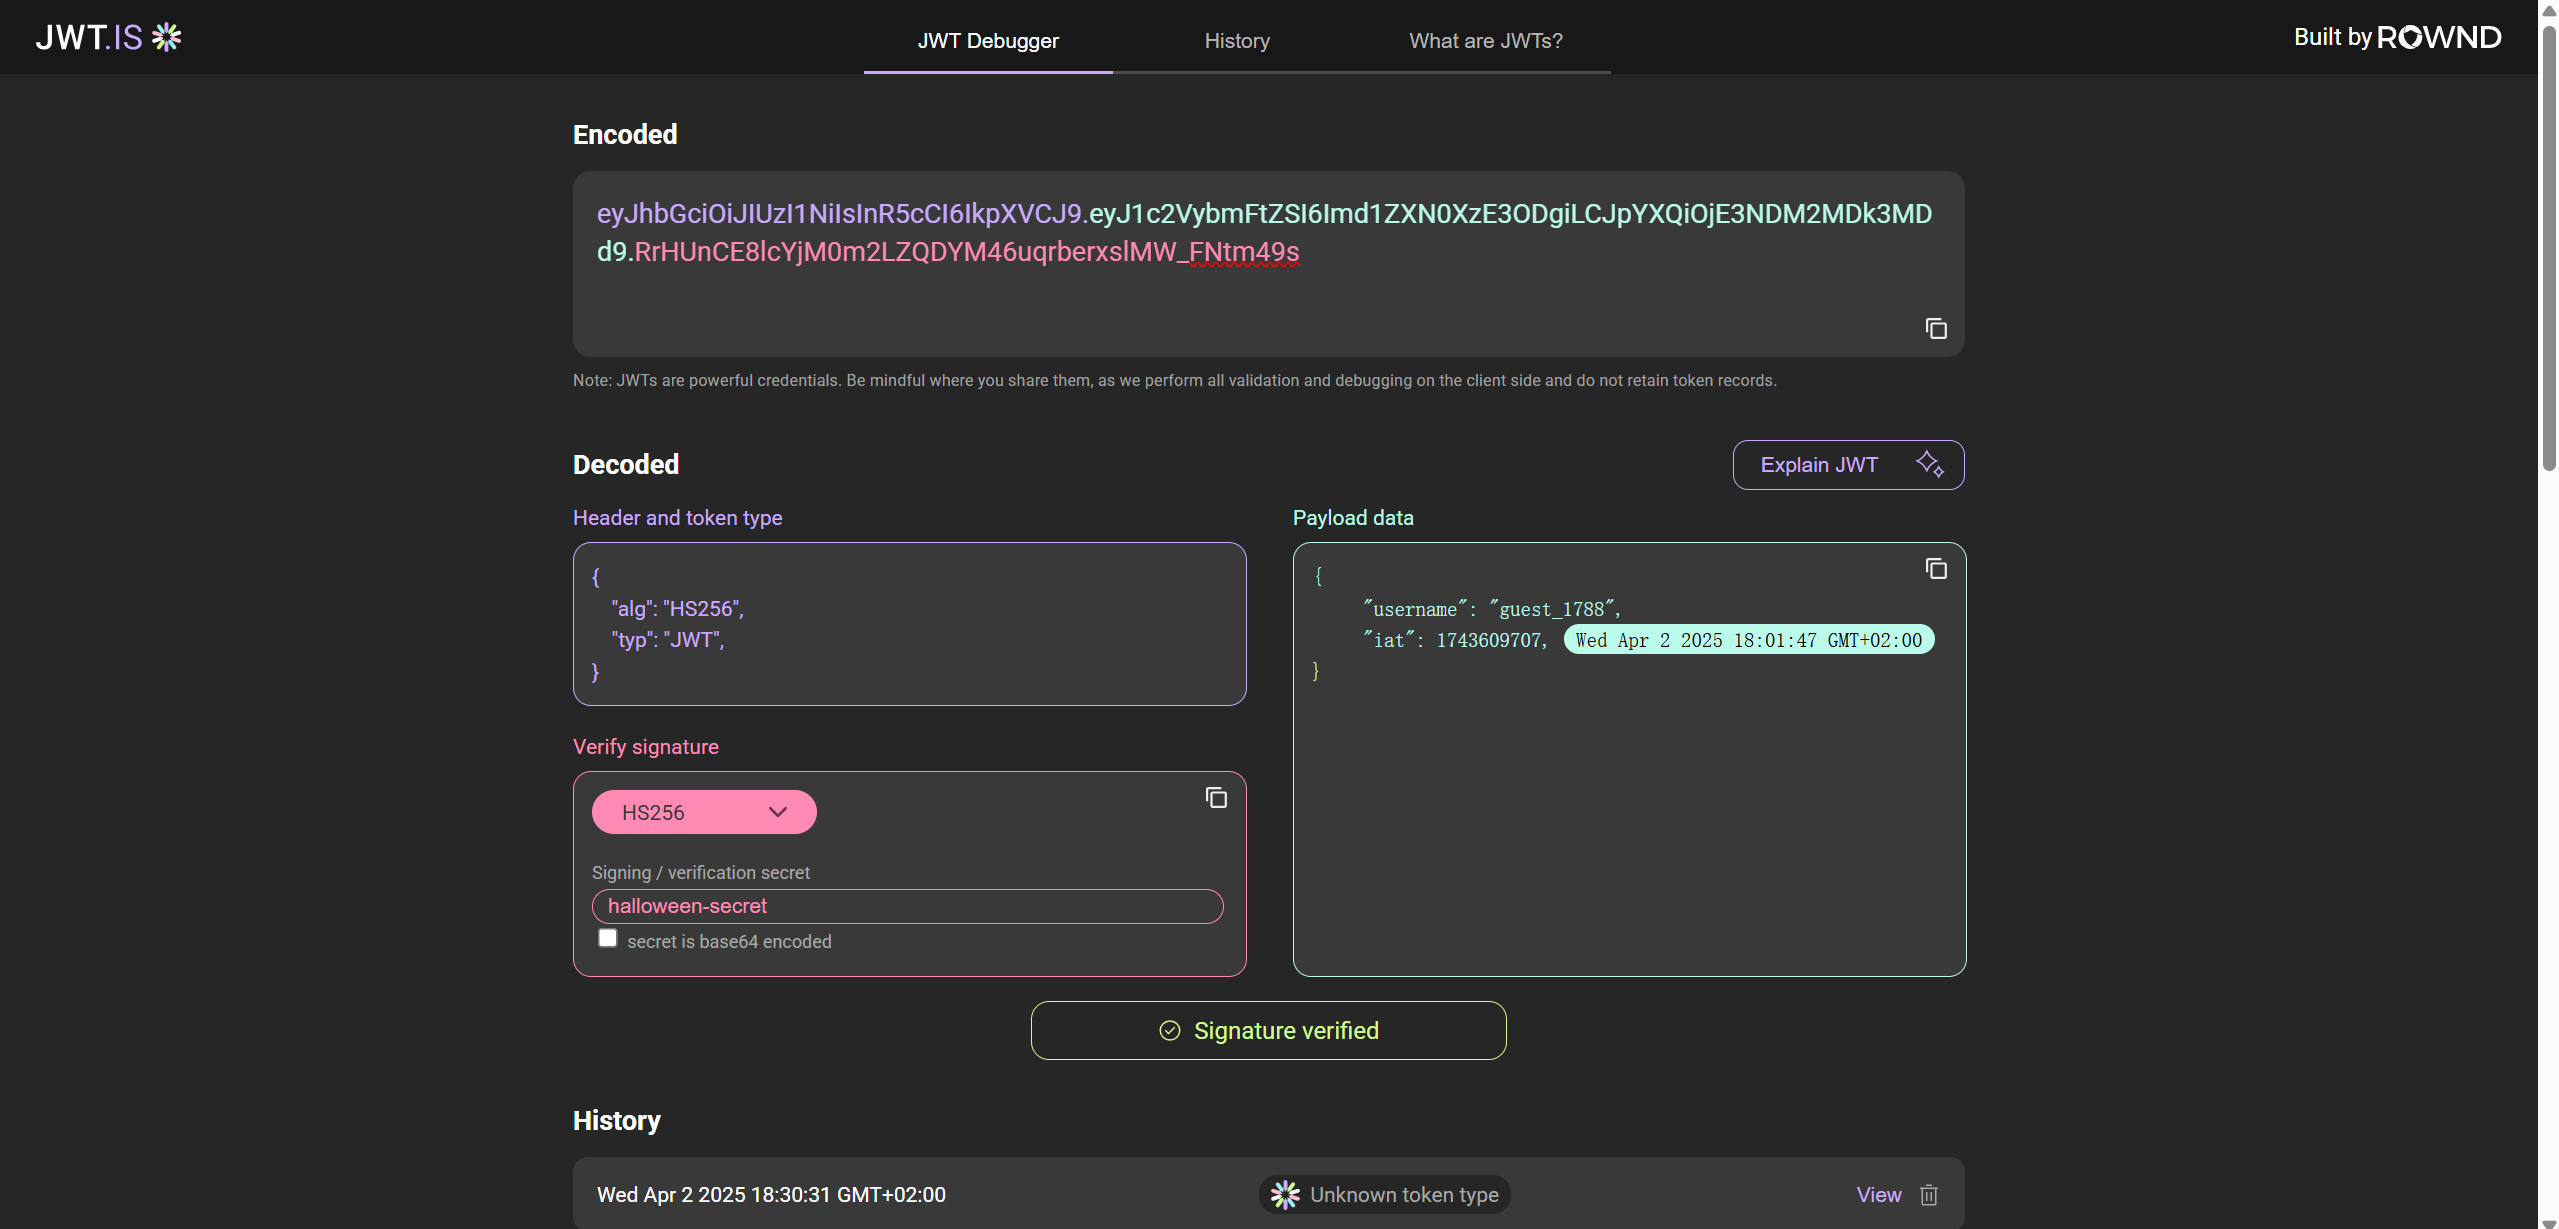 JWT.IS
JWT Debugger
History
What are JWTs?
Built by ROWND
Encoded
eyJhbGciOiJIUzI1NiIsInR5cCI6IkpXVCJ9.eyJ1c2VybmFtZSI6Imd1ZXN0XzE3ODgiLCJpYXQiOjE3NDM2MDk3MD
d9.RrHUnCE8lcYjM0m2LZQDYM46uqrberxslMW_FNtm49s
Note: JWTs are powerful credentials. Be mindful where you share them, as we perform all validation and debugging on the client side and do not retain token records.
Decoded
Explain JWT
Header and token type
{
"alg": "HS256",
"typ": "JWT",
}
Payload data
{
"username": "guest_1788",
"iat": 1743609707, Wed Apr 2 2025 18:01:47 GMT+02:00
}
Verify signature
HS256
Signing / verification secret
halloween-secret
secret is base64 encoded
Signature verified
History
Wed Apr 2 2025 18:30:31 GMT+02:00
Unknown token type
View